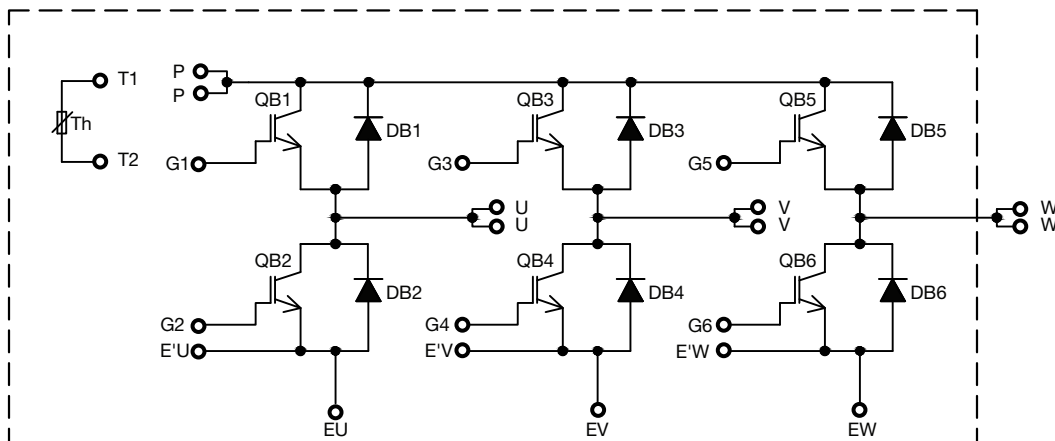 T1
P
P
QB1
QB3
QB5
Th
DB1
DB3
DB5
T2
G1
G3
G5
U
U
V
V
W
W
QB2
QB4
QB6
DB2
DB4
DB6
G2
G4
G6
E'U
E'V
E'W
EU
EV
EW